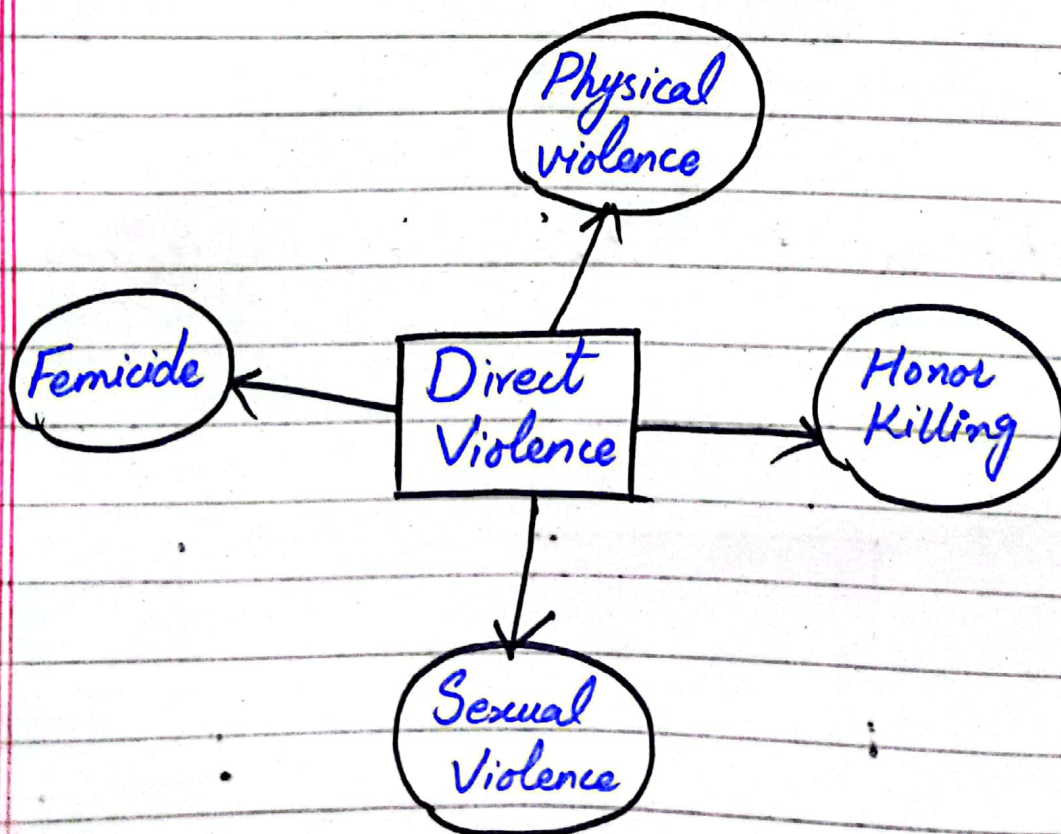 Physical
violence
Femicide
Direct
Violence
Honor
Killing
Sexual
Violence